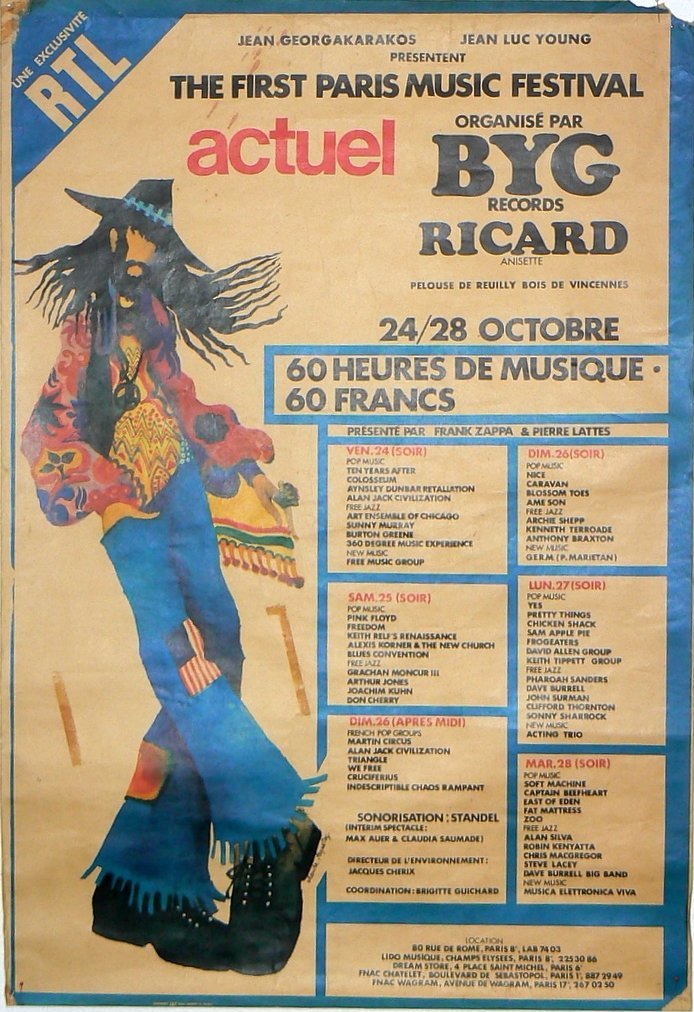 UNE EXCLUSIVITÉ
RTL
JEAN GEORGAKARAKOS JEAN LUC YOUNG
PRESENTENT
THE FIRST PARIS MUSIC FESTIVAL
actuel
ORGANISÉ PAR
BYG
RECORDS
RICARD
ANISETTE
PELOUSE DE REUILLY BOIS DE VINCENNES
24/28 OCTOBRE
60 HEURES DE MUSIQUE •
60 FRANCS
PRÉSENTÉ PAR FRANK ZAPPA & PIERRE LATTES
VEN.24 (SOIR)
POP MUSIC
TEN YEARS AFTER
COLOSSEUM
AYNSLEY DUNBAR RETALLATION
ALAN JACK CIVILIZATION
FREE JAZZ
ART ENSEMBLE OF CHICAGO
SUNNY MURRAY
BURTON GREENE
360 DEGREE MUSIC EXPERIENCE
NEW MUSIC
FREE MUSIC GROUP
SAM.25 (SOIR)
POP MUSIC
PINK FLOYD
FREEDOM
KEITH RELF'S RENAISSANCE
ALEXIS KORNER & THE NEW CHURCH
BLUES CONVENTION
FREE JAZZ
GRACHAN MONCUR III
ARTHUR JONES
JOACHIM KUHN
DON CHERRY
DIM.26 (APRES MIDI)
FRENCH POP GROUPS
MARTIN CIRCUS
ALAN JACK CIVILIZATION
TRIANGLE
WE FREE
CRUCIFERIUS
INDESCRIPTIBLE CHAOS RAMPANT
SONORISATION : STANDEL
(INTERIM SPECTACLE :
MAX AUER & CLAUDIA SAUMADE)
DIRECTEUR DE L'ENVIRONNEMENT :
JACQUES CHERIX
COORDINATION : BRIGITTE GUICHARD
DIM.26 (SOIR)
POP MUSIC
NICE
CARAVAN
BLOSSOM TOES
AME SON
FREE JAZZ
ARCHIE SHEPP
KENNETH TERROADE
ANTHONY BRAXTON
NEW MUSIC
G.E.R.M. (P. MARIETAN)
LUN.27 (SOIR)
POP MUSIC
YES
PRETTY THINGS
CHICKEN SHACK
SAM APPLE PIE
FROGEATERS
DAVID ALLEN GROUP
KEITH TIPPETT GROUP
FREE JAZZ
PHAROAH SANDERS
DAVE BURRELL
JOHN SURMAN
CLIFFORD THORNTON
SONNY SHARROCK
NEW MUSIC
ACTING TRIO
MAR.28 (SOIR)
POP MUSIC
SOFT MACHINE
CAPTAIN BEEFHEART
EAST OF EDEN
FAT MATTRESS
ZOO
FREE JAZZ
ALAN SILVA
ROBIN KENYATTA
CHRIS MACGREGOR
STEVE LACEY
DAVE BURRELL BIG BAND
NEW MUSIC
MUSICA ELETTRONICA VIVA
LOCATION
80 RUE DE ROME, PARIS 8e, LAB 74 03
LIDO MUSIQUE, CHAMPS ELYSEES, PARIS 8e, 225 30 86
DREAM STORE, 4 PLACE SAINT MICHEL, PARIS 6e
FNAC CHATELET, BOULEVARD DE SEBASTOPOL, PARIS 1e, 887 29 49
FNAC WAGRAM, AVENUE DE WAGRAM, PARIS 17e, 267 02 50